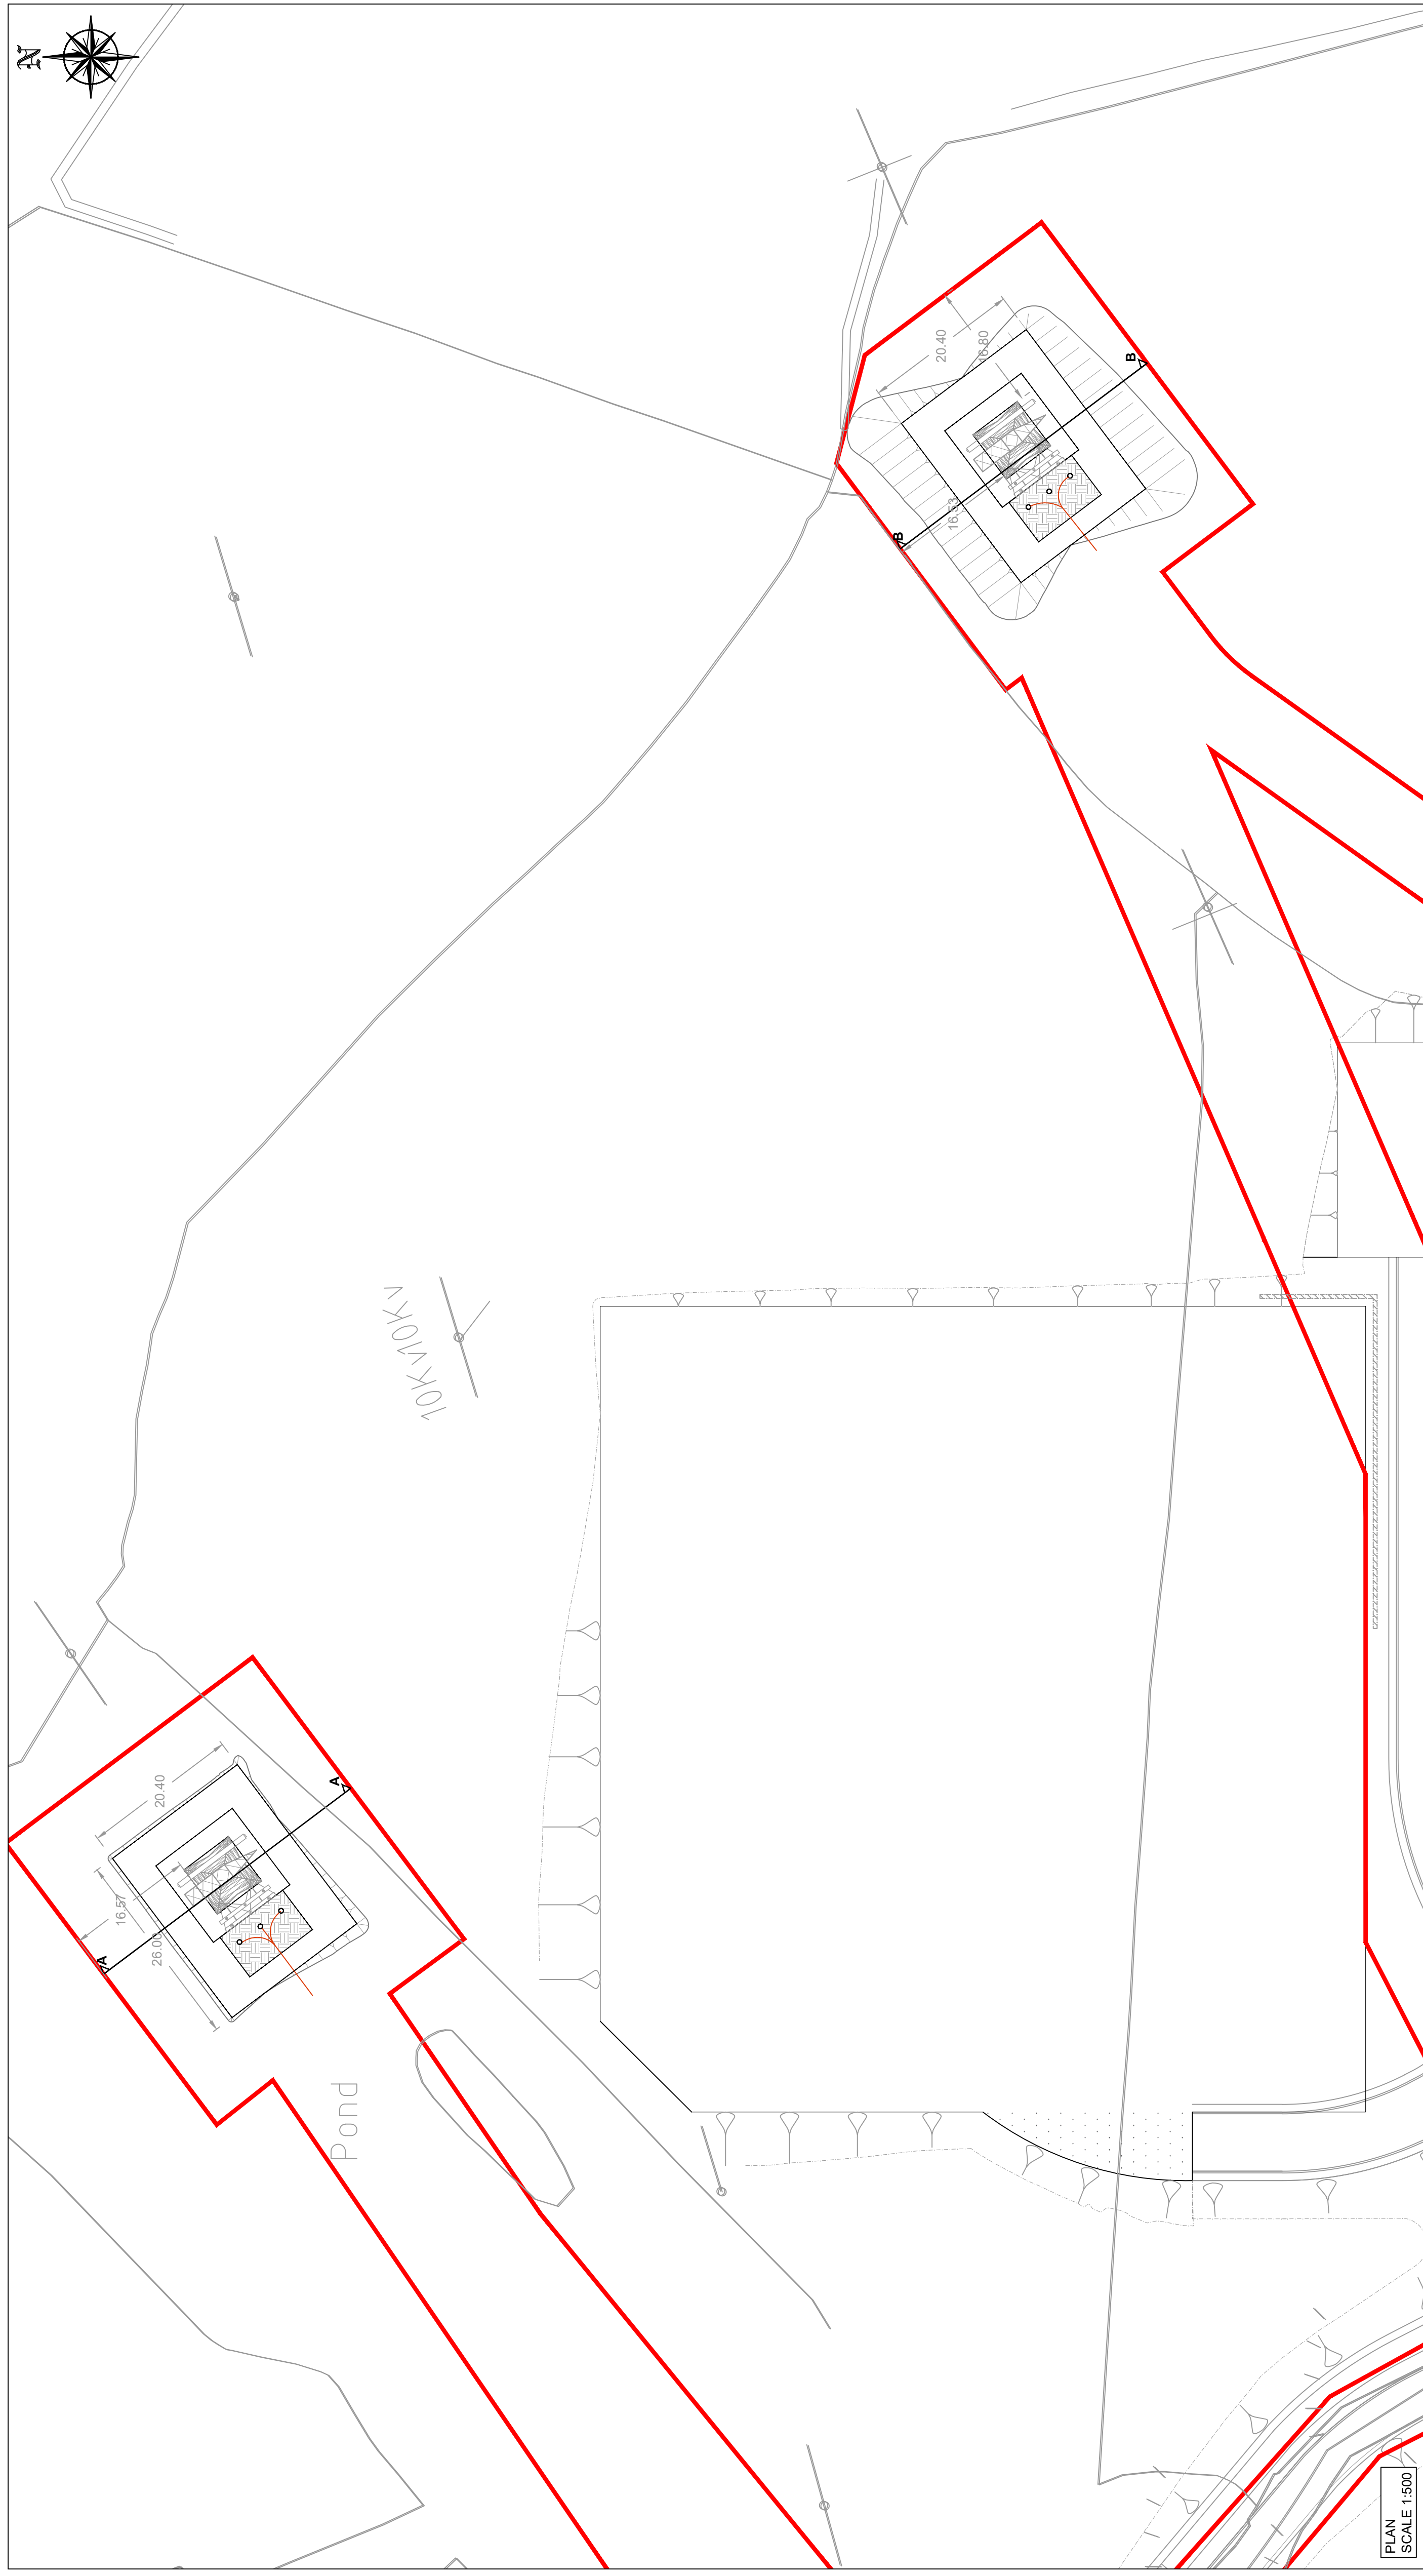 N
20.40
16.80
B
16.53
B
10KV10KV
20.40
A
16.57
26.00
A
Pond
PLAN
SCALE 1:500